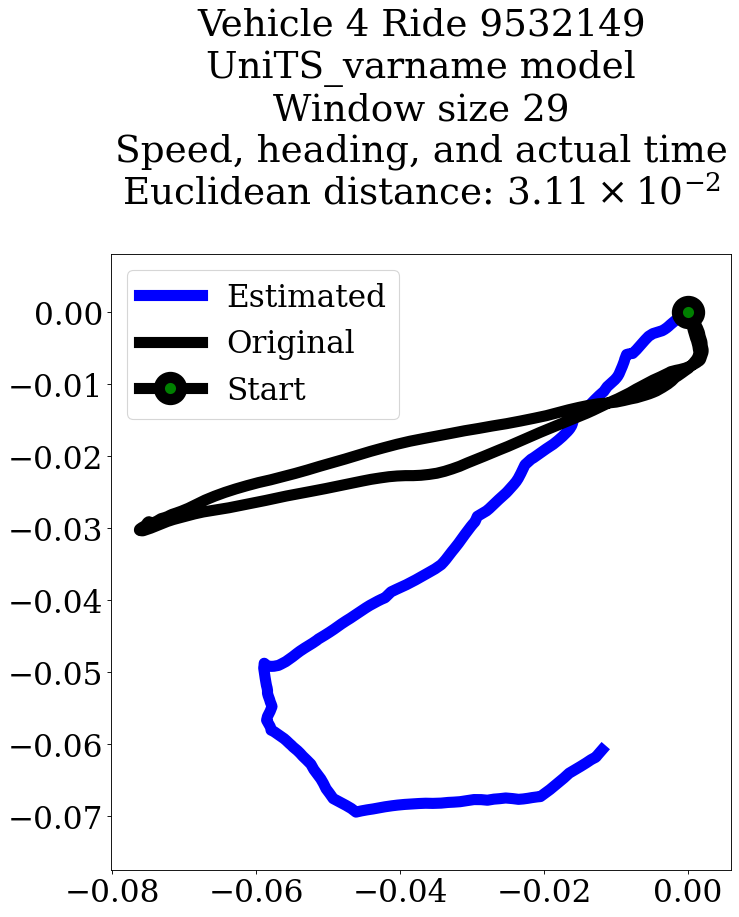 Vehicle 4 Ride 9532149
UniTS_varname model
Window size 29
Speed, heading, and actual time
Euclidean distance: 3.11 × 10⁻²
Estimated
Original
Start
0.00
−0.01
−0.02
−0.03
−0.04
−0.05
−0.06
−0.07
−0.08 −0.06 −0.04 −0.02 0.00